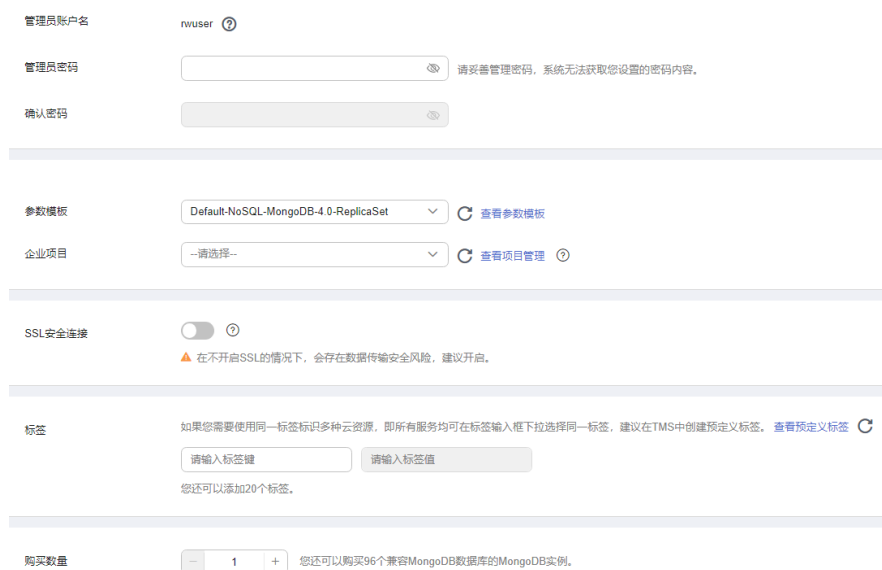 管理员账户名 rwuser
管理员密码 请妥善管理密码，系统无法获取您设置的密码内容。
确认密码
参数模板 Default-NoSQL-MongoDB-4.0-ReplicaSet 查看参数模板
企业项目 --请选择-- 查看项目管理
SSL安全连接
在不开启SSL的情况下，会存在数据传输安全风险，建议开启。
标签 如果您需要使用同一标签标识多种云资源，即所有服务均可在标签输入框下拉选择同一标签，建议在TMS中创建预定义标签。 查看预定义标签
请输入标签键 请输入标签值
您还可以添加20个标签。
购买数量 1 您还可以购买96个兼容MongoDB数据库的MongoDB实例。